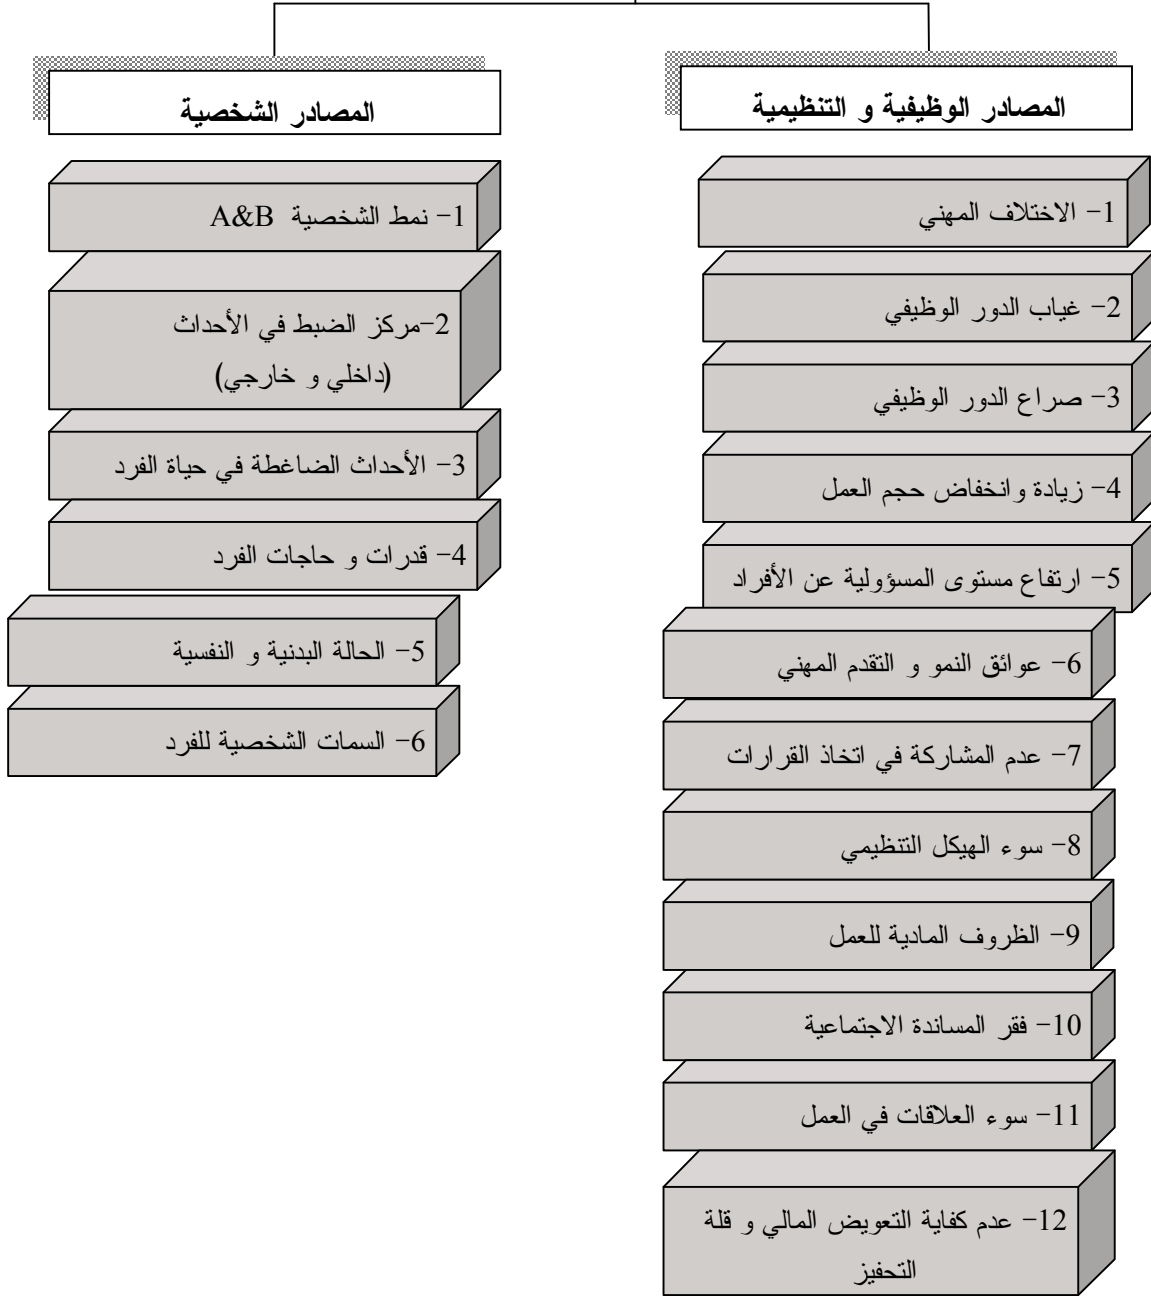 المصادر الوظيفية و التنظيمية
1- الاختلاف المهني
2- غياب الدور الوظيفي
3- صراع الدور الوظيفي
4- زيادة وانخفاض حجم العمل
5- ارتفاع مستوى المسؤولية عن الأفراد
6- عوائق النمو و التقدم المهني
7- عدم المشاركة في اتخاذ القرارات
8- سوء الهيكل التنظيمي
9- الظروف المادية للعمل
10- فقر المساندة الاجتماعية
11- سوء العلاقات في العمل
12- عدم كفاية التعويض المالي و قلة
التحفيز
المصادر الشخصية
1- نمط الشخصية A&B
2-مركز الضبط في الأحداث
(داخلي و خارجي)
3- الأحداث الضاغطة في حياة الفرد
4- قدرات و حاجات الفرد
5- الحالة البدنية و النفسية
6- السمات الشخصية للفرد